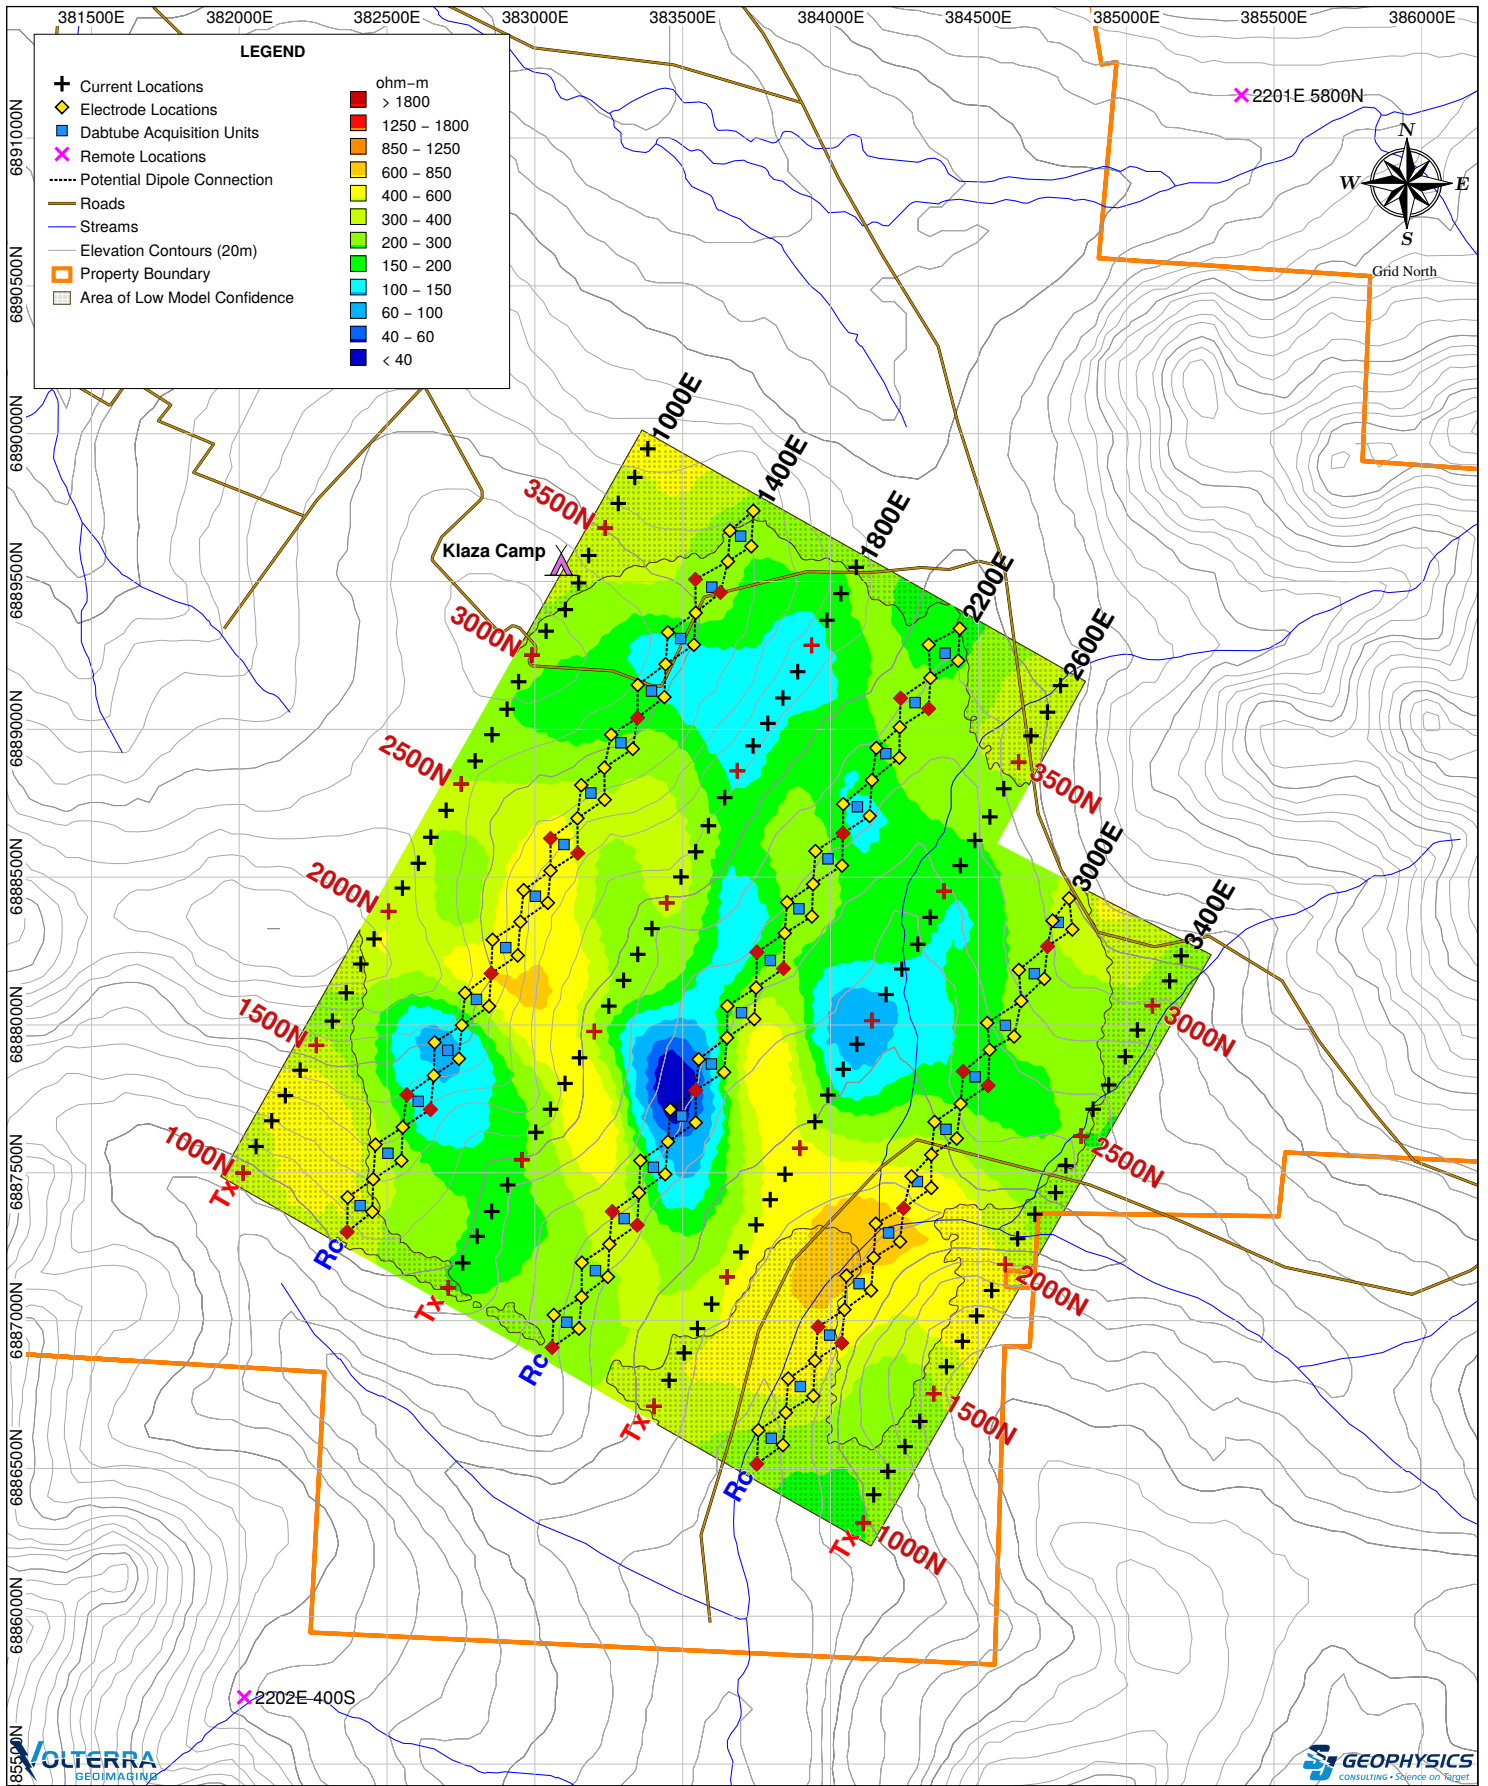 381500E 382000E 382500E 383000E 383500E 384000E 384500E 385000E 385500E 386000E
LEGEND
Current Locations
Electrode Locations
Dabtube Acquisition Units
Remote Locations
Potential Dipole Connection
Roads
Streams
Elevation Contours (20m)
Property Boundary
Area of Low Model Confidence
ohm–m
> 1800
1250 – 1800
850 – 1250
600 – 850
400 – 600
300 – 400
200 – 300
150 – 200
100 – 150
60 – 100
40 – 60
< 40
2201E 5800N
N
W E
S
Grid North
6891000N
6890500N
6890000N
6889500N
6889000N
6888500N
6888000N
6887500N
6887000N
6886500N
6886000N
85500N
1000E
1400E
1800E
2200E
2600E
3000E
3400E
3500N
Klaza Camp
3000N
2500N
2000N
1500N
1000N
3500N
3000N
2500N
2000N
1500N
1000N
Tx
Rc
Tx
Rc
Tx
Rc
Tx
2202E 400S
VOLTERRA
GEOIMAGING
GEOPHYSICS
CONSULTING • Science on Target